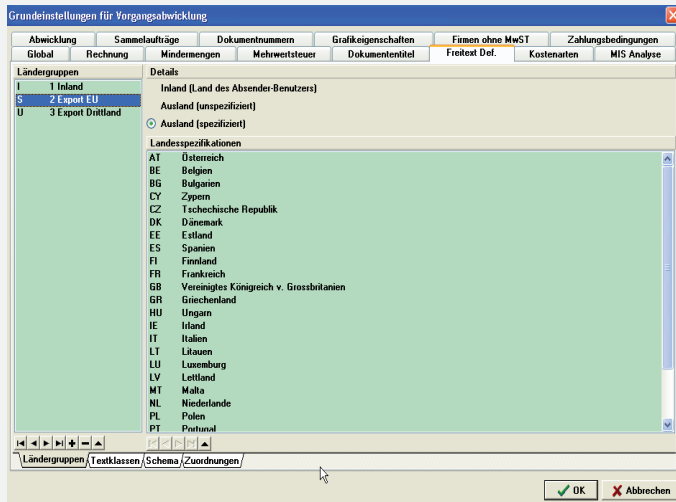 Grundeinstellungen für Vorgangsabwicklung
Abwicklung Sammelaufträge Dokumentnummern Grafikeigenschaften Firmen ohne MwST Zahlungsbedingungen
Global Rechnung Mindermengen Mehrwertsteuer Dokumententitel Freitext Def. Kostenarten MIS Analyse
Ländergruppen Details
I 1 Inland
S 2 Export EU
U 3 Export Drittland
Inland (Land des Absender-Benutzers)
Ausland (unspezifiziert)
Ausland (spezifiziert)
Landesspezifikationen
AT Österreich
BE Belgien
BG Bulgarien
CY Zypern
CZ Tschechische Republik
DK Dänemark
EE Estland
ES Spanien
FI Finnland
FR Frankreich
GB Vereinigtes Königreich v. Grossbritanien
GR Griechenland
HU Ungarn
IE Irland
IT Italien
LT Litauen
LU Luxemburg
LV Lettland
MT Malta
NL Niederlande
PL Polen
PT Portugal
Ländergruppen Textklassen Schema Zuordnungen
OK Abbrechen